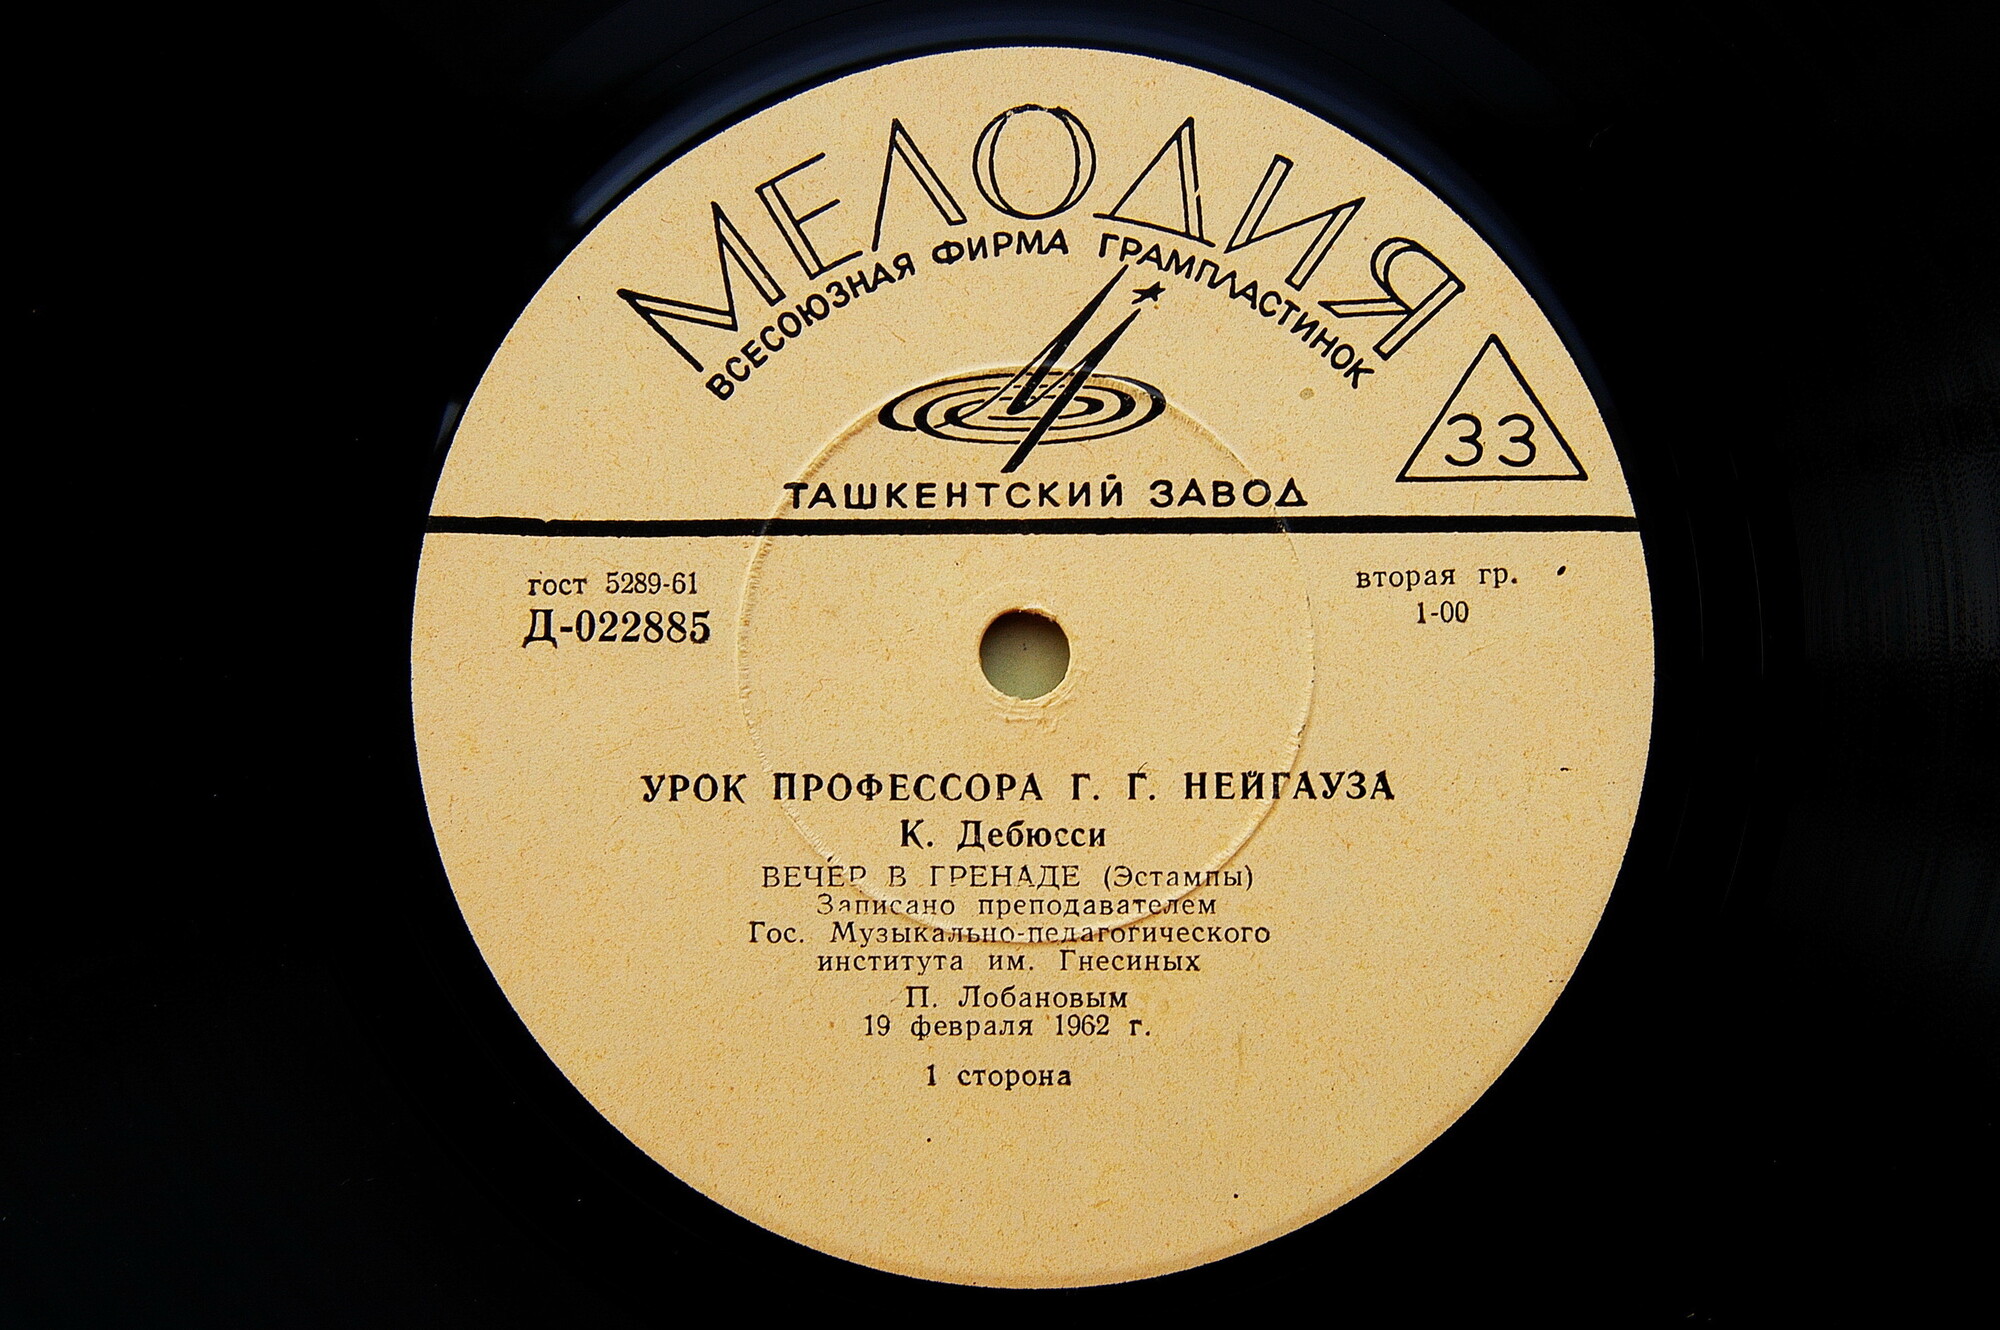 МЕЛОДИЯ
ВСЕСОЮЗНАЯ ФИРМА ГРАМПЛАСТИНОК
33
ТАШКЕНТСКИЙ ЗАВОД
гост 5289-61
Д-022885
вторая гр.
1-00
УРОК ПРОФЕССОРА Г. Г. НЕЙГАУЗА
К. Дебюсси
ВЕЧЕР В ГРЕНАДЕ (Эстампы)
Записано преподавателем
Гос. Музыкально-педагогического
института им. Гнесиных
П. Лобановым
19 февраля 1962 г.
1 сторона